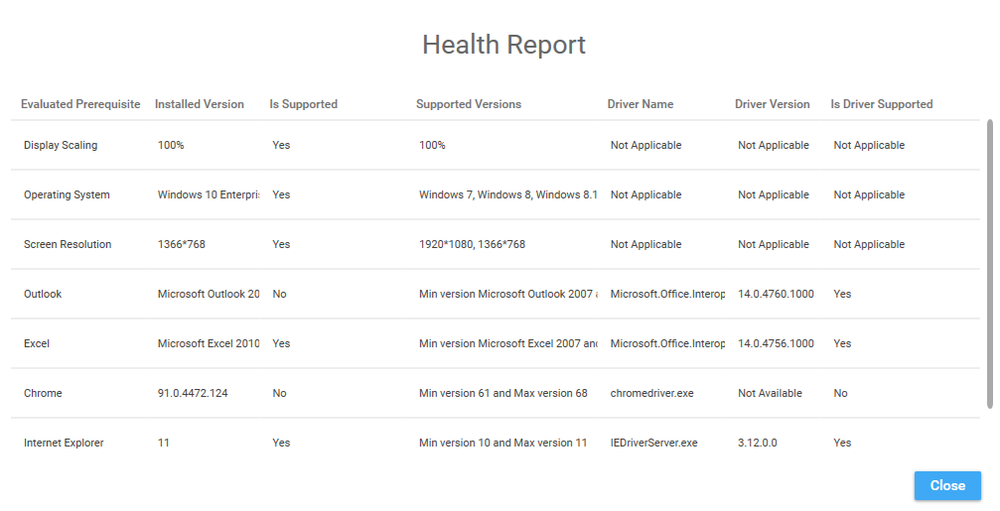 Health Report
Evaluated Prerequisite Installed Version Is Supported Supported Versions Driver Name Driver Version Is Driver Supported
Display Scaling 100% Yes 100% Not Applicable Not Applicable Not Applicable
Operating System Windows 10 Enterpri Yes Windows 7, Windows 8, Windows 8.1 Not Applicable Not Applicable Not Applicable
Screen Resolution 1366*768 Yes 1920*1080, 1366*768 Not Applicable Not Applicable Not Applicable
Outlook Microsoft Outlook 20 No Min version Microsoft Outlook 2007 Microsoft.Office.Interop 14.0.4760.1000 Yes
Excel Microsoft Excel 2010 Yes Min version Microsoft Excel 2007 and Microsoft.Office.Interop 14.0.4756.1000 Yes
Chrome 91.0.4472.124 No Min version 61 and Max version 68 chromedriver.exe Not Available No
Internet Explorer 11 Yes Min version 10 and Max version 11 IEDriverServer.exe 3.12.0.0 Yes
Close